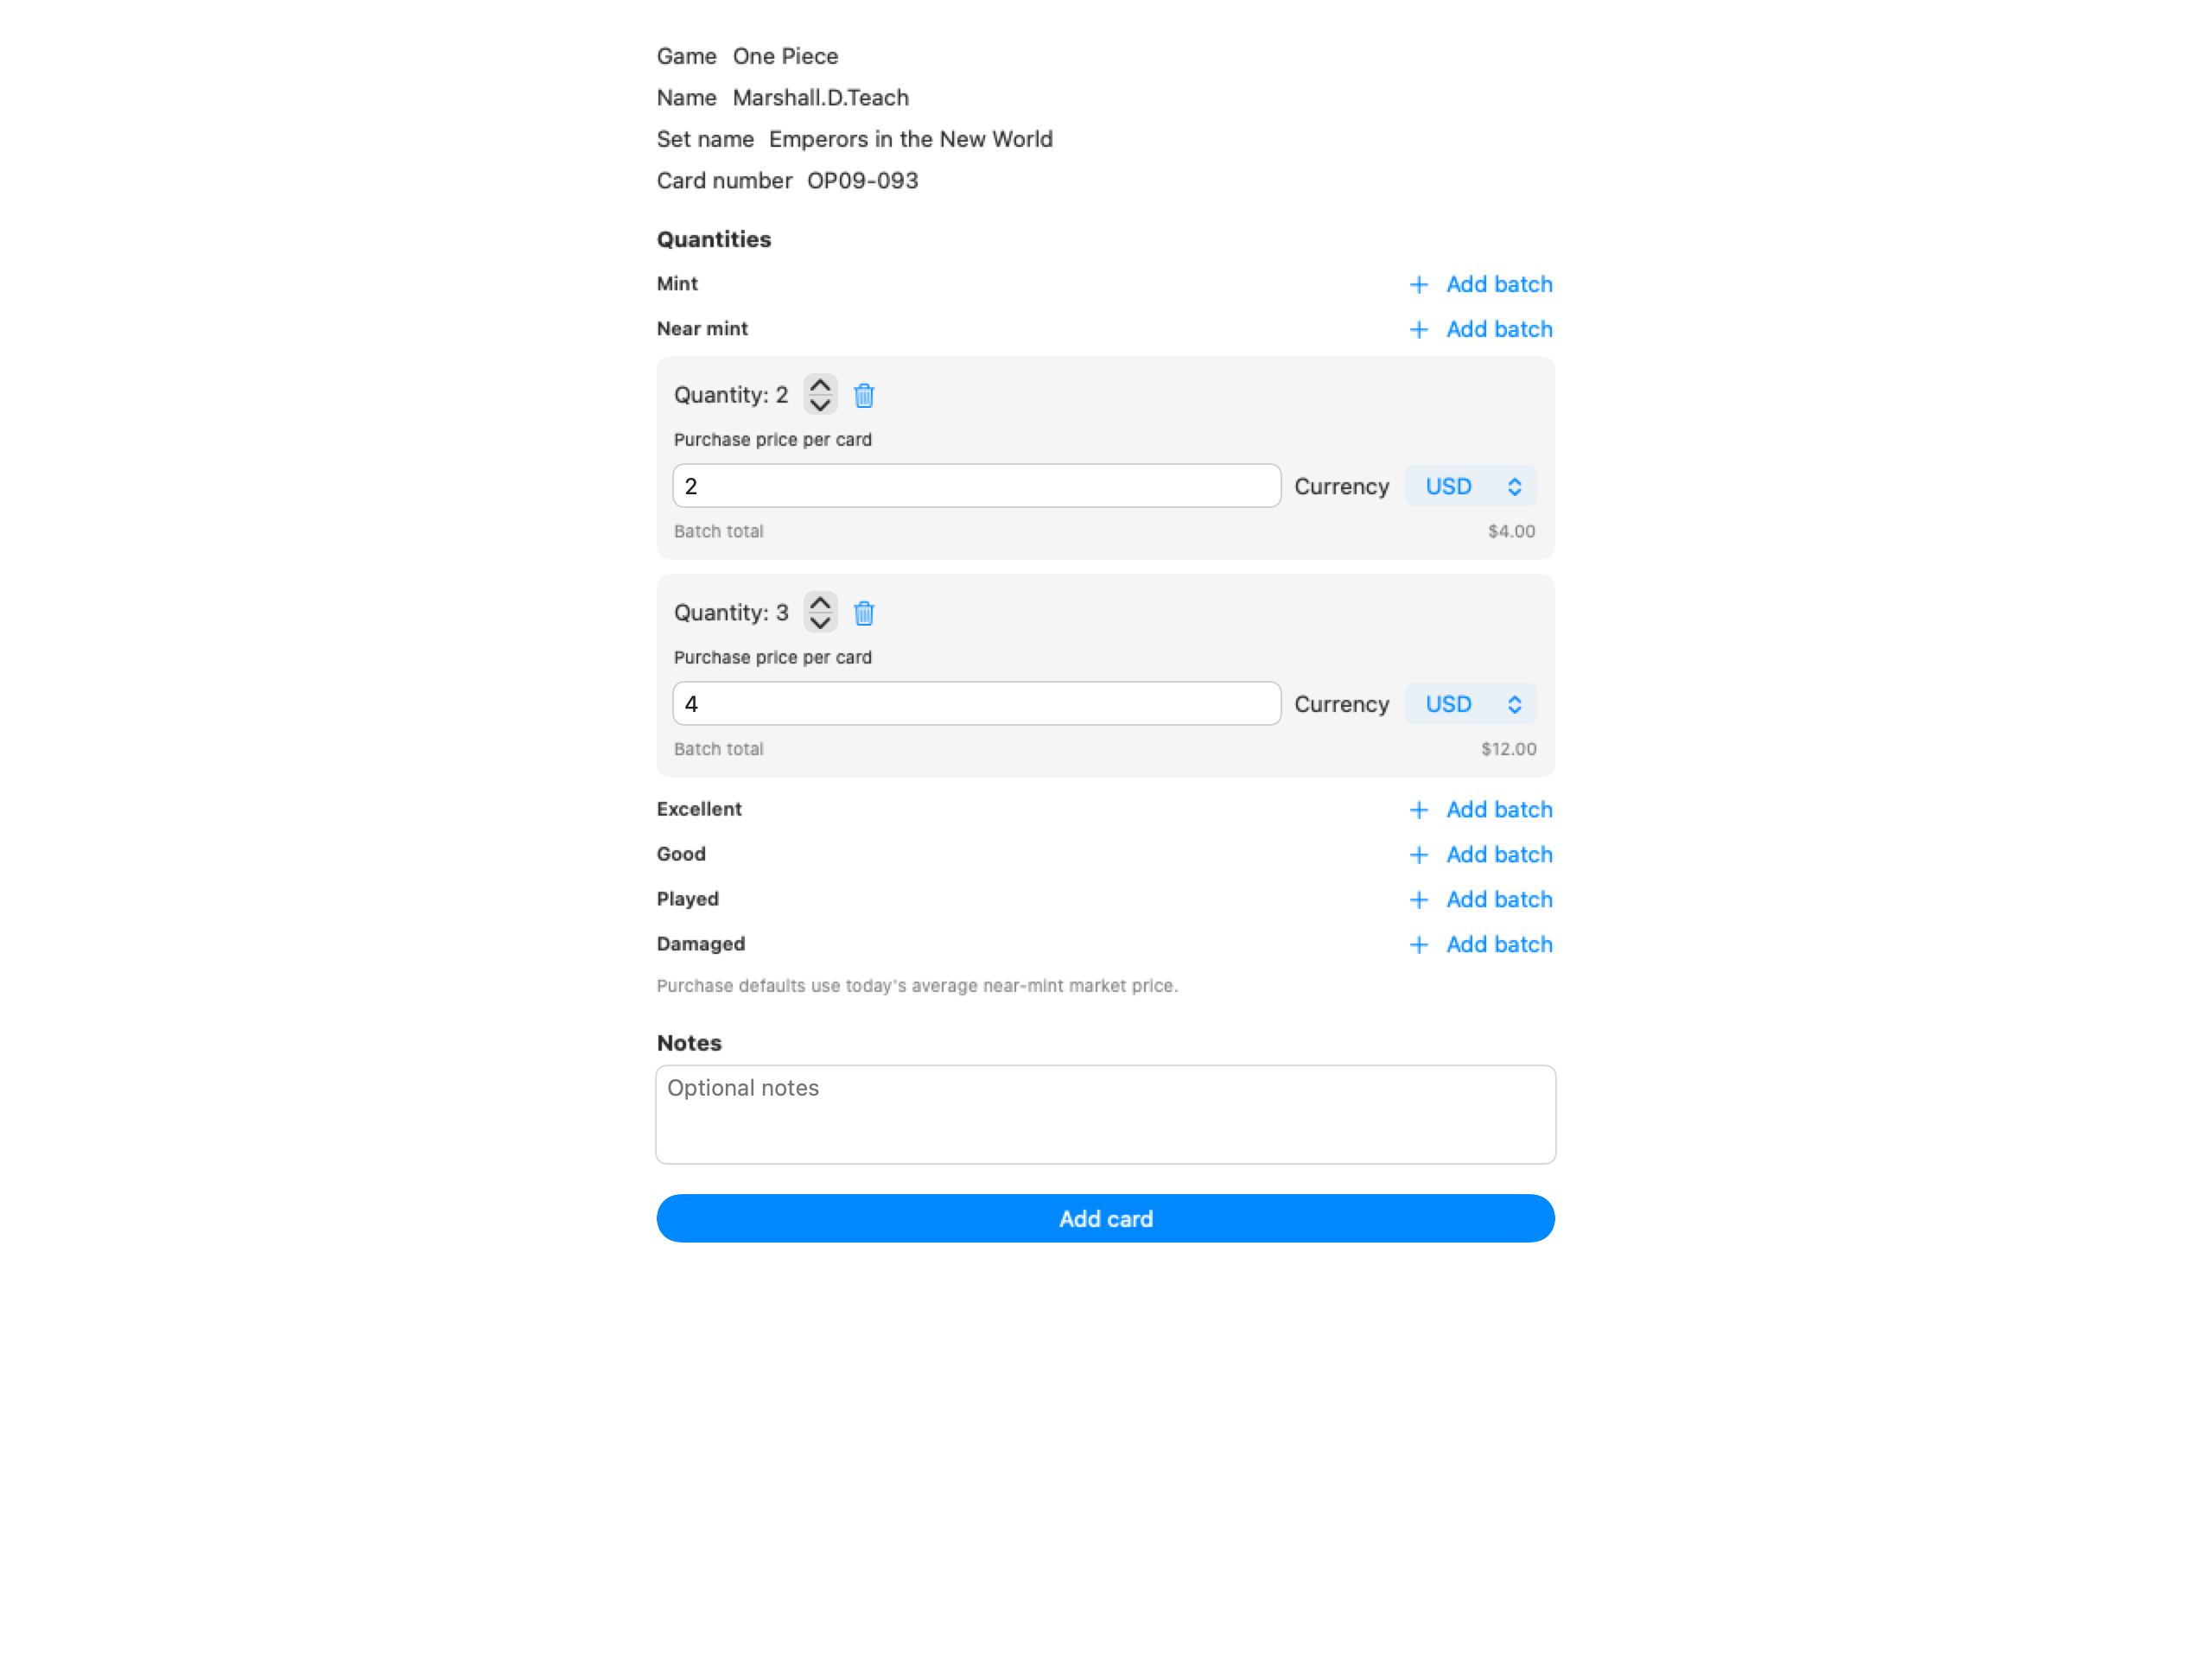 Game One Piece
Name Marshall.D.Teach
Set name Emperors in the New World
Card number OP09-093
Quantities
Mint + Add batch
Near mint + Add batch
Quantity: 2
Purchase price per card
2 Currency USD
Batch total $4.00
Quantity: 3
Purchase price per card
4 Currency USD
Batch total $12.00
Excellent + Add batch
Good + Add batch
Played + Add batch
Damaged + Add batch
Purchase defaults use today's average near-mint market price.
Notes
Optional notes
Add card